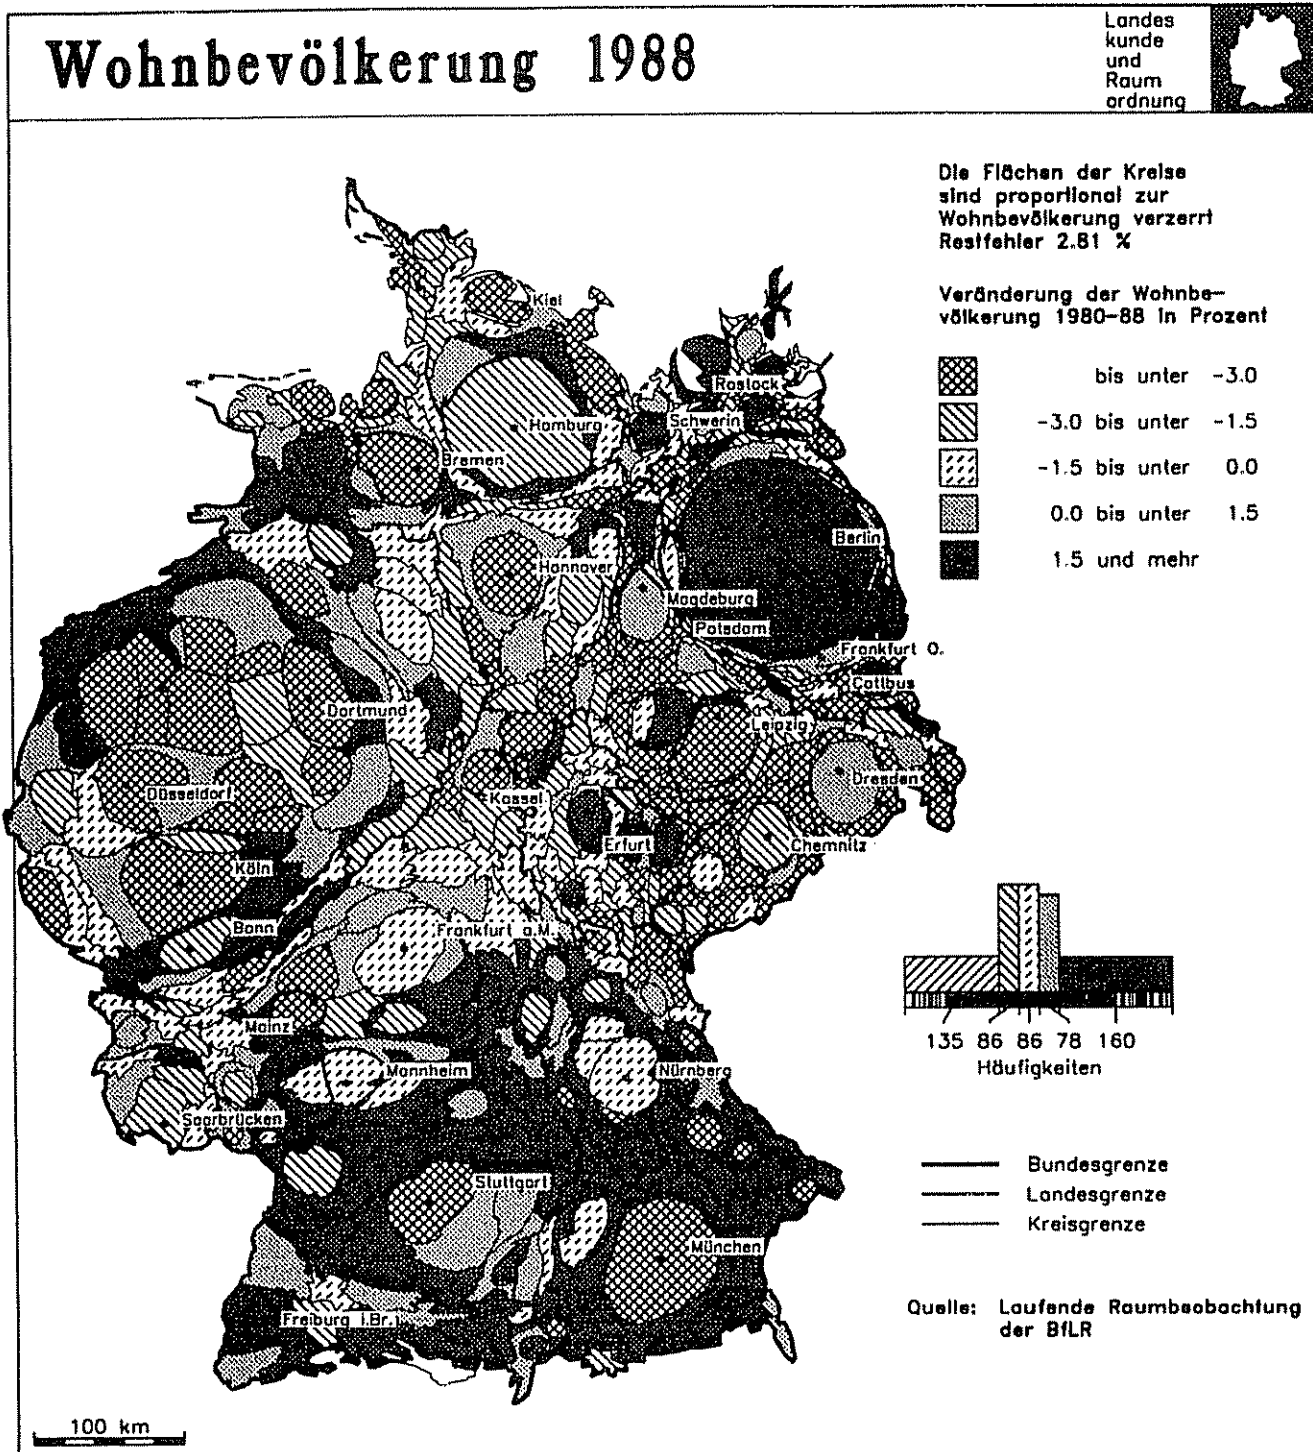 Wohnbevölkerung 1988
Landes
kunde
und
Raum
ordnung
Die Flächen der Kreise
sind proportional zur
Wohnbevölkerung verzerrt
Restfehler 2.81 %
Veränderung der Wohnbe-
völkerung 1980-88 in Prozent
bis unter -3.0
-3.0 bis unter -1.5
-1.5 bis unter 0.0
0.0 bis unter 1.5
1.5 und mehr
Kiel
Rostock
Hamburg
Schwerin
Bremen
Berlin
Hannover
Magdeburg
Potsdam
Frankfurt O.
Cottbus
Dortmund
Leipzig
Düsseldorf
Kassel
Dresden
Erfurt
Chemnitz
Köln
Bonn
Frankfurt a.M.
Mainz
Mannheim
Nürnberg
Saarbrücken
Stuttgart
München
Freiburg i.Br.
135 86 86 78 160
Häufigkeiten
Bundesgrenze
Landesgrenze
Kreisgrenze
Quelle: Laufende Raumbeobachtung
der BfLR
100 km